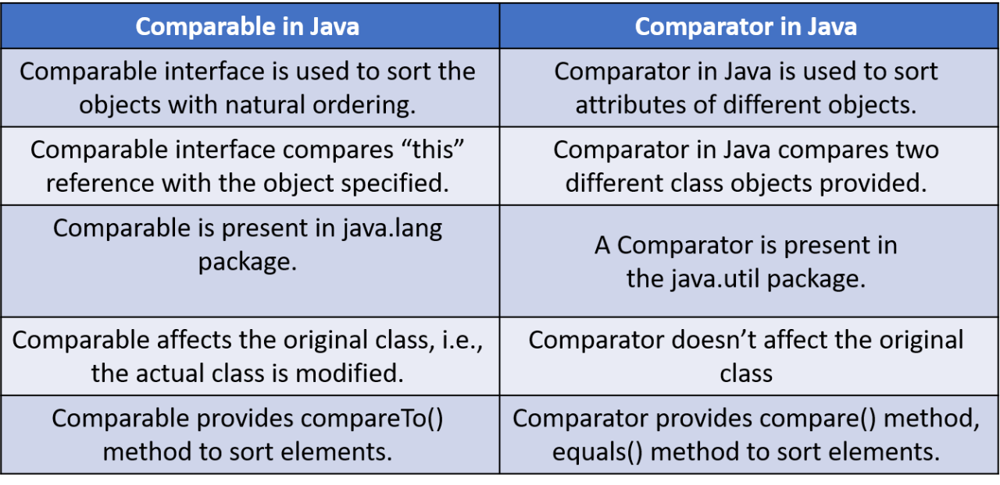 Comparable in Java
Comparator in Java
Comparable interface is used to sort the
objects with natural ordering.
Comparator in Java is used to sort
attributes of different objects.
Comparable interface compares “this”
reference with the object specified.
Comparator in Java compares two
different class objects provided.
Comparable is present in java.lang
package.
A Comparator is present in
the java.util package.
Comparable affects the original class, i.e.,
the actual class is modified.
Comparator doesn’t affect the original
class
Comparable provides compareTo()
method to sort elements.
Comparator provides compare() method,
equals() method to sort elements.